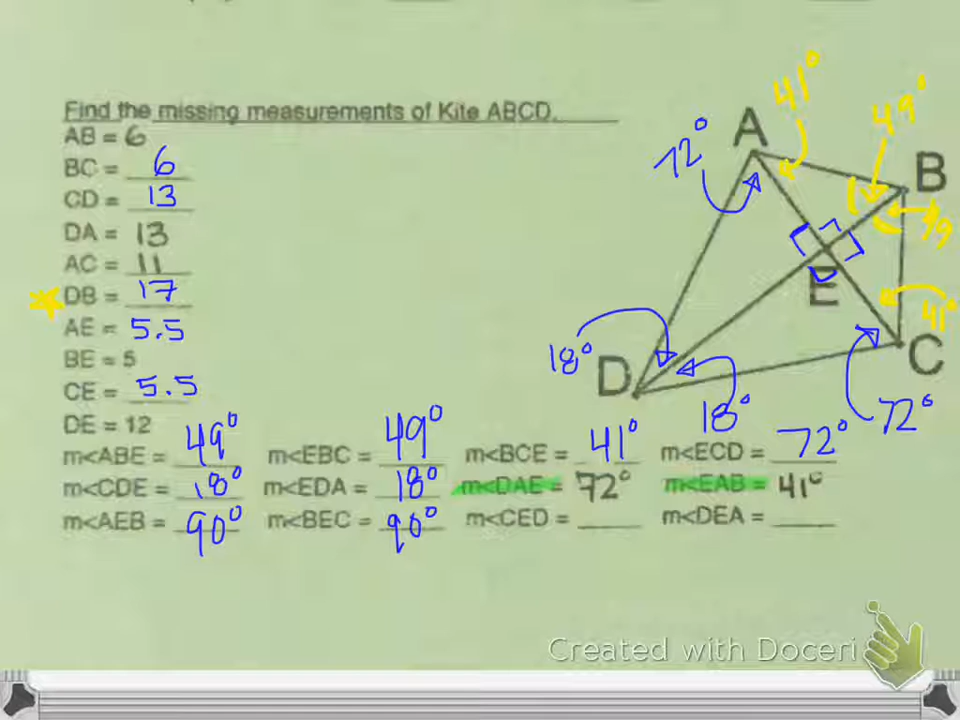 Find the missing measurements of Kite ABCD.
AB = 6
BC = 6
CD = 13
DA = 13
AC = 11
DB = 17
AE = 5.5
BE = 5
CE = 5.5
DE = 12
m<ABE = 49° m<EBC = 49° m<BCE = 41° m<ECD = 72°
m<CDE = 18° m<EDA = 18° m<DAE = 72° m<EAB = 41°
m<AEB = 90° m<BEC = 90° m<CED = m<DEA =
41°
49°
72°
A
B
E
41°
18°
D
C
18°
72°
Created with Doceri